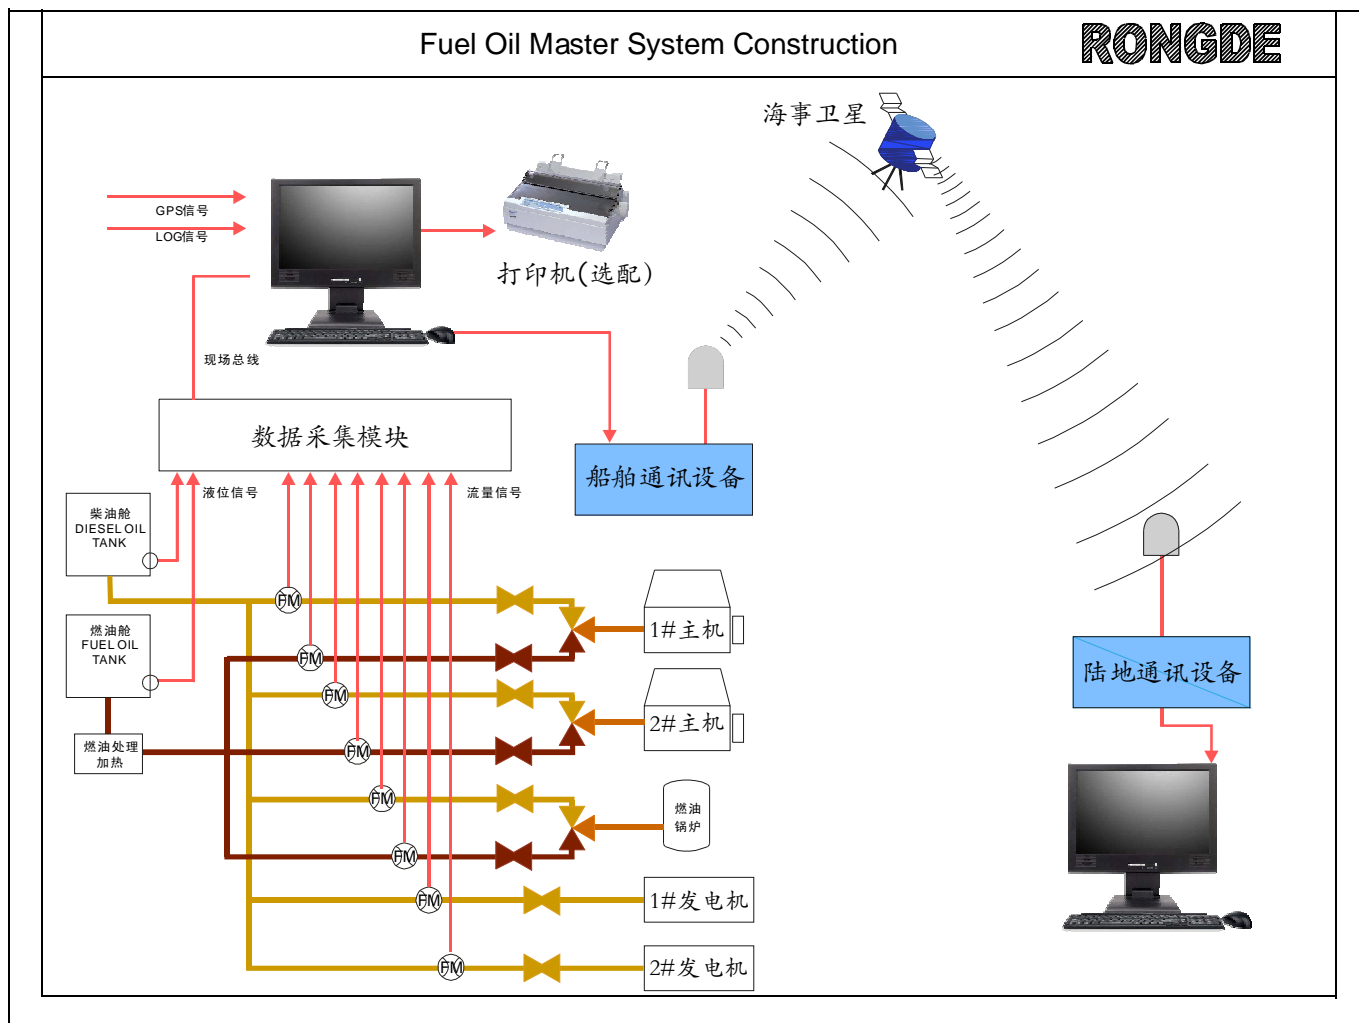 Fuel Oil Master System Construction
RONGDE
海事卫星
GPS信号
LOG信号
打印机(选配)
现场总线
数据采集模块
船舶通讯设备
液位信号
流量信号
柴油舱
DIESEL OIL
TANK
FM
1#主机
燃油舱
FUEL OIL
TANK
FM
FM
陆地通讯设备
2#主机
燃油处理
加热
FM
FM
燃油
锅炉
FM
FM
1#发电机
FM
2#发电机